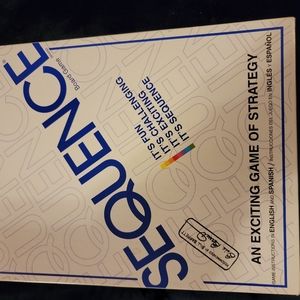 SEQUENCE®
Board Game
IT'S FUN
IT'S CHALLENGING
IT'S EXCITING
IT'S SEQUENCE
AN EXCITING GAME OF STRATEGY
GAME INSTRUCTIONS IN ENGLISH AND SPANISH / INSTRUCCIONES DEL JUEGO EN INGLÉS Y ESPAÑOL